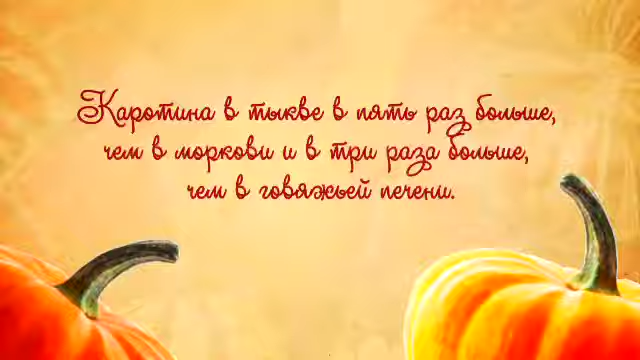 Каротина в тыкве в пять раз больше,
чем в моркови и в три раза больше,
чем в говяжьей печени.